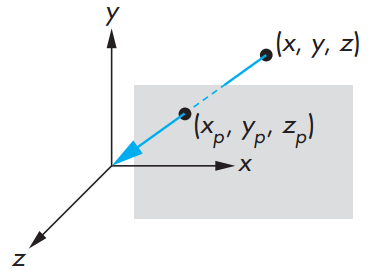 y
(x, y, z)
(xₚ, yₚ, zₚ)
x
z